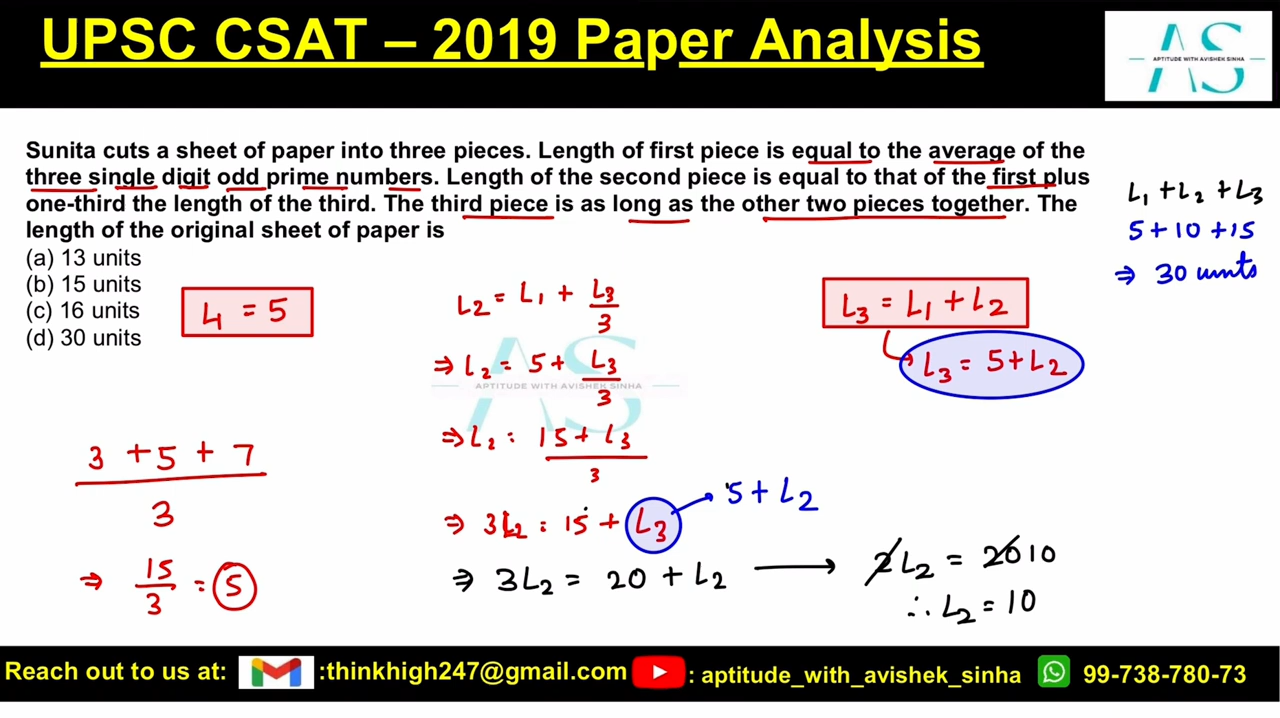 UPSC CSAT – 2019 Paper Analysis
AS
APTITUDE WITH AVISHEK SINHA
Sunita cuts a sheet of paper into three pieces. Length of first piece is equal to the average of the
three single digit odd prime numbers. Length of the second piece is equal to that of the first plus
one-third the length of the third. The third piece is as long as the other two pieces together. The
length of the original sheet of paper is
(a) 13 units
(b) 15 units
(c) 16 units
(d) 30 units
L₁ + L₂ + L₃
5 + 10 + 15
⇒ 30 units
L₁ = 5
3 + 5 + 7
3
⇒ 15/3 = 5
L₂ = L₁ + L₃/3
⇒ L₂ = 5 + L₃/3
AS
APTITUDE WITH AVISHEK SINHA
⇒ L₂ = 15 + L₃
3
⇒ 3L₂ = 15 + L₃ → 5 + L₂
⇒ 3L₂ = 20 + L₂ → 2L₂ = 20 10
∴ L₂ = 10
L₃ = L₁ + L₂
L₃ = 5 + L₂
Reach out to us at: :thinkhigh247@gmail.com : aptitude_with_avishek_sinha 99-738-780-73